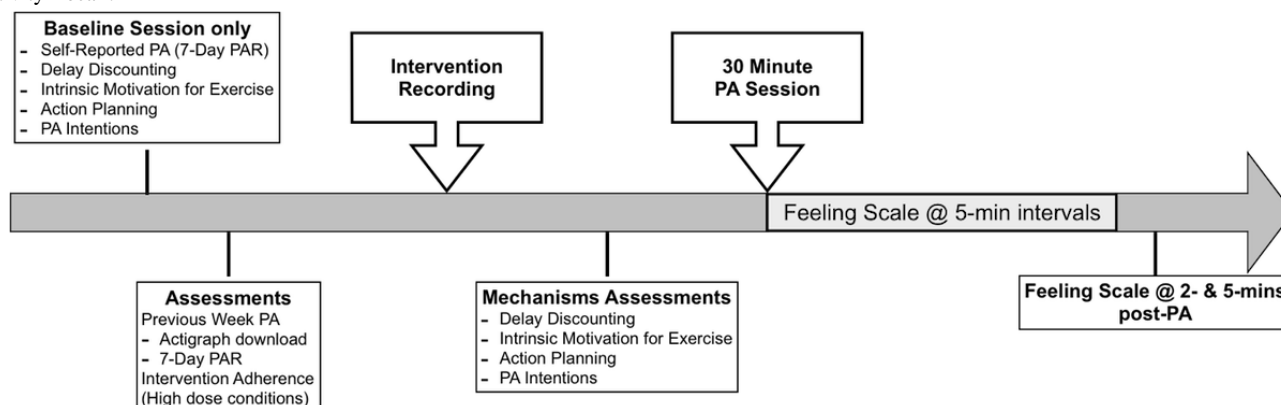 Baseline Session only
- Self-Reported PA (7-Day PAR)
- Delay Discounting
- Intrinsic Motivation for Exercise
- Action Planning
- PA Intentions
Intervention
Recording
30 Minute
PA Session
Feeling Scale @ 5-min intervals
Assessments
Previous Week PA
- Actigraph download
- 7-Day PAR
Intervention Adherence
(High dose conditions)
Mechanisms Assessments
- Delay Discounting
- Intrinsic Motivation for Exercise
- Action Planning
- PA Intentions
Feeling Scale @ 2- & 5-mins
post-PA